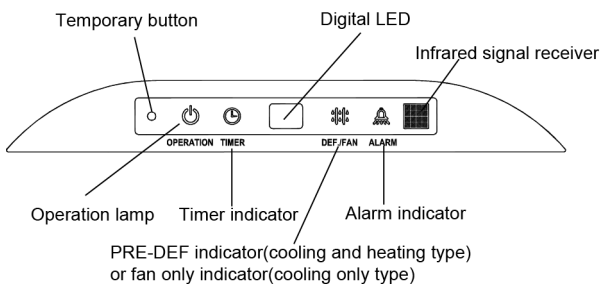 Temporary button
Digital LED
Infrared signal receiver
OPERATION TIMER DEF./FAN ALARM
Operation lamp
Timer indicator
Alarm indicator
PRE-DEF indicator(cooling and heating type)
or fan only indicator(cooling only type)